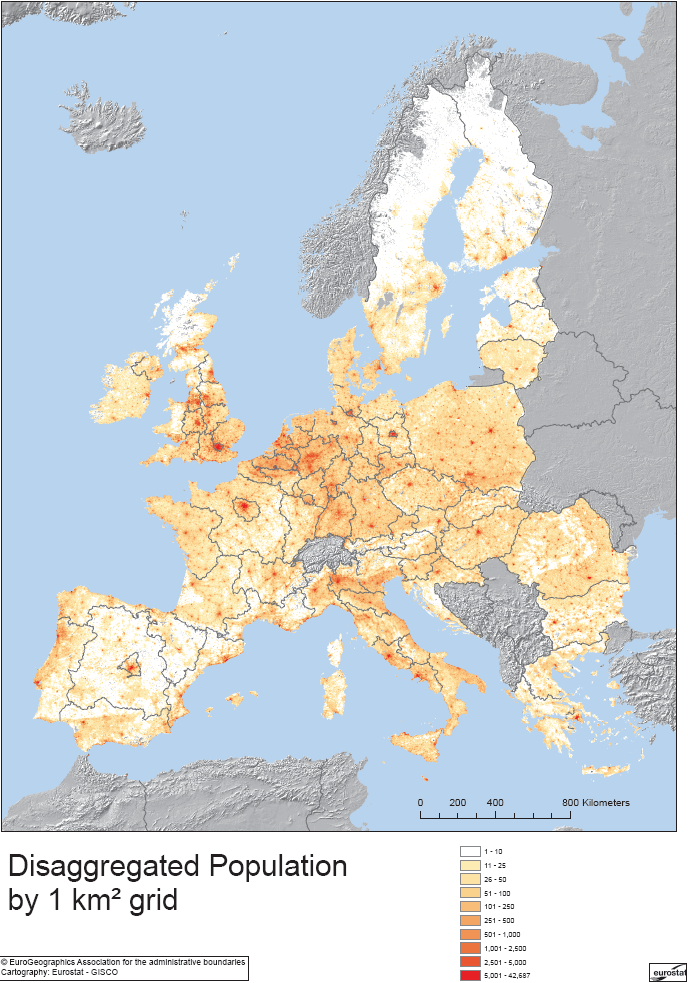 0 200 400 800 Kilometers
Disaggregated Population
by 1 km² grid
1 - 10
11 - 25
26 - 50
51 - 100
101 - 250
251 - 500
501 - 1,000
1,001 - 2,500
2,501 - 5,000
5,001 - 42,687
© EuroGeographics Association for the administrative boundaries
Cartography: Eurostat - GISCO
eurostat